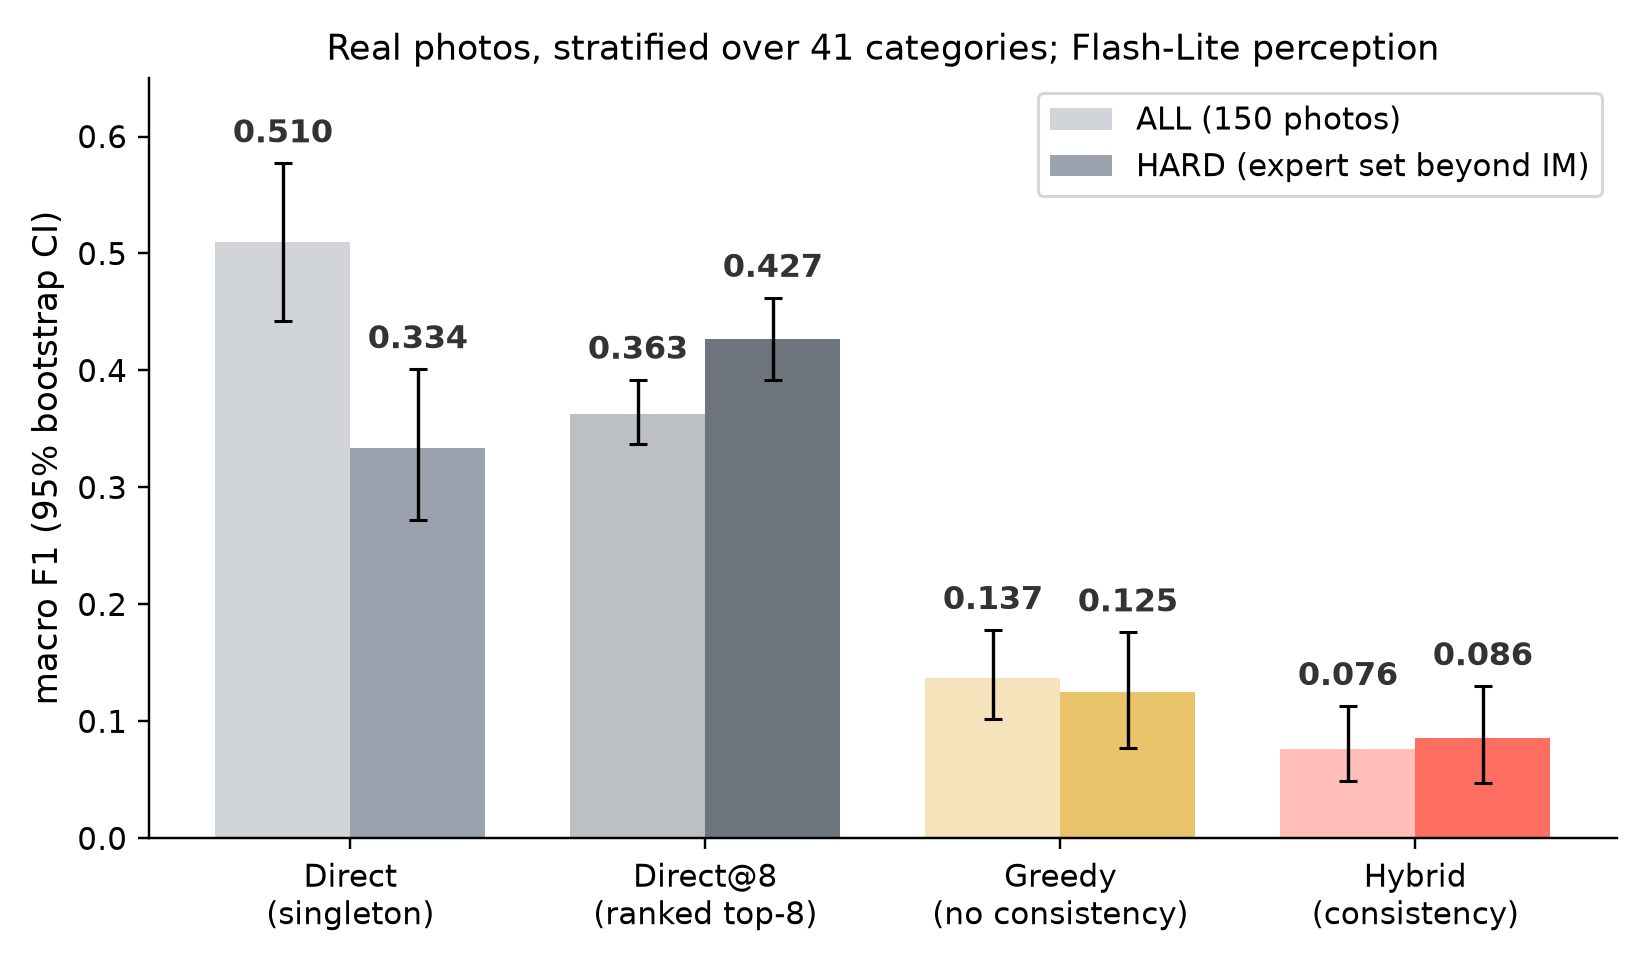 Real photos, stratified over 41 categories; Flash-Lite perception
macro F1 (95% bootstrap CI)
0.6
0.5
0.4
0.3
0.2
0.1
0.0
ALL (150 photos)
HARD (expert set beyond IM)
0.510
0.334
0.363
0.427
0.137
0.125
0.076
0.086
Direct
(singleton)
Direct@8
(ranked top-8)
Greedy
(no consistency)
Hybrid
(consistency)